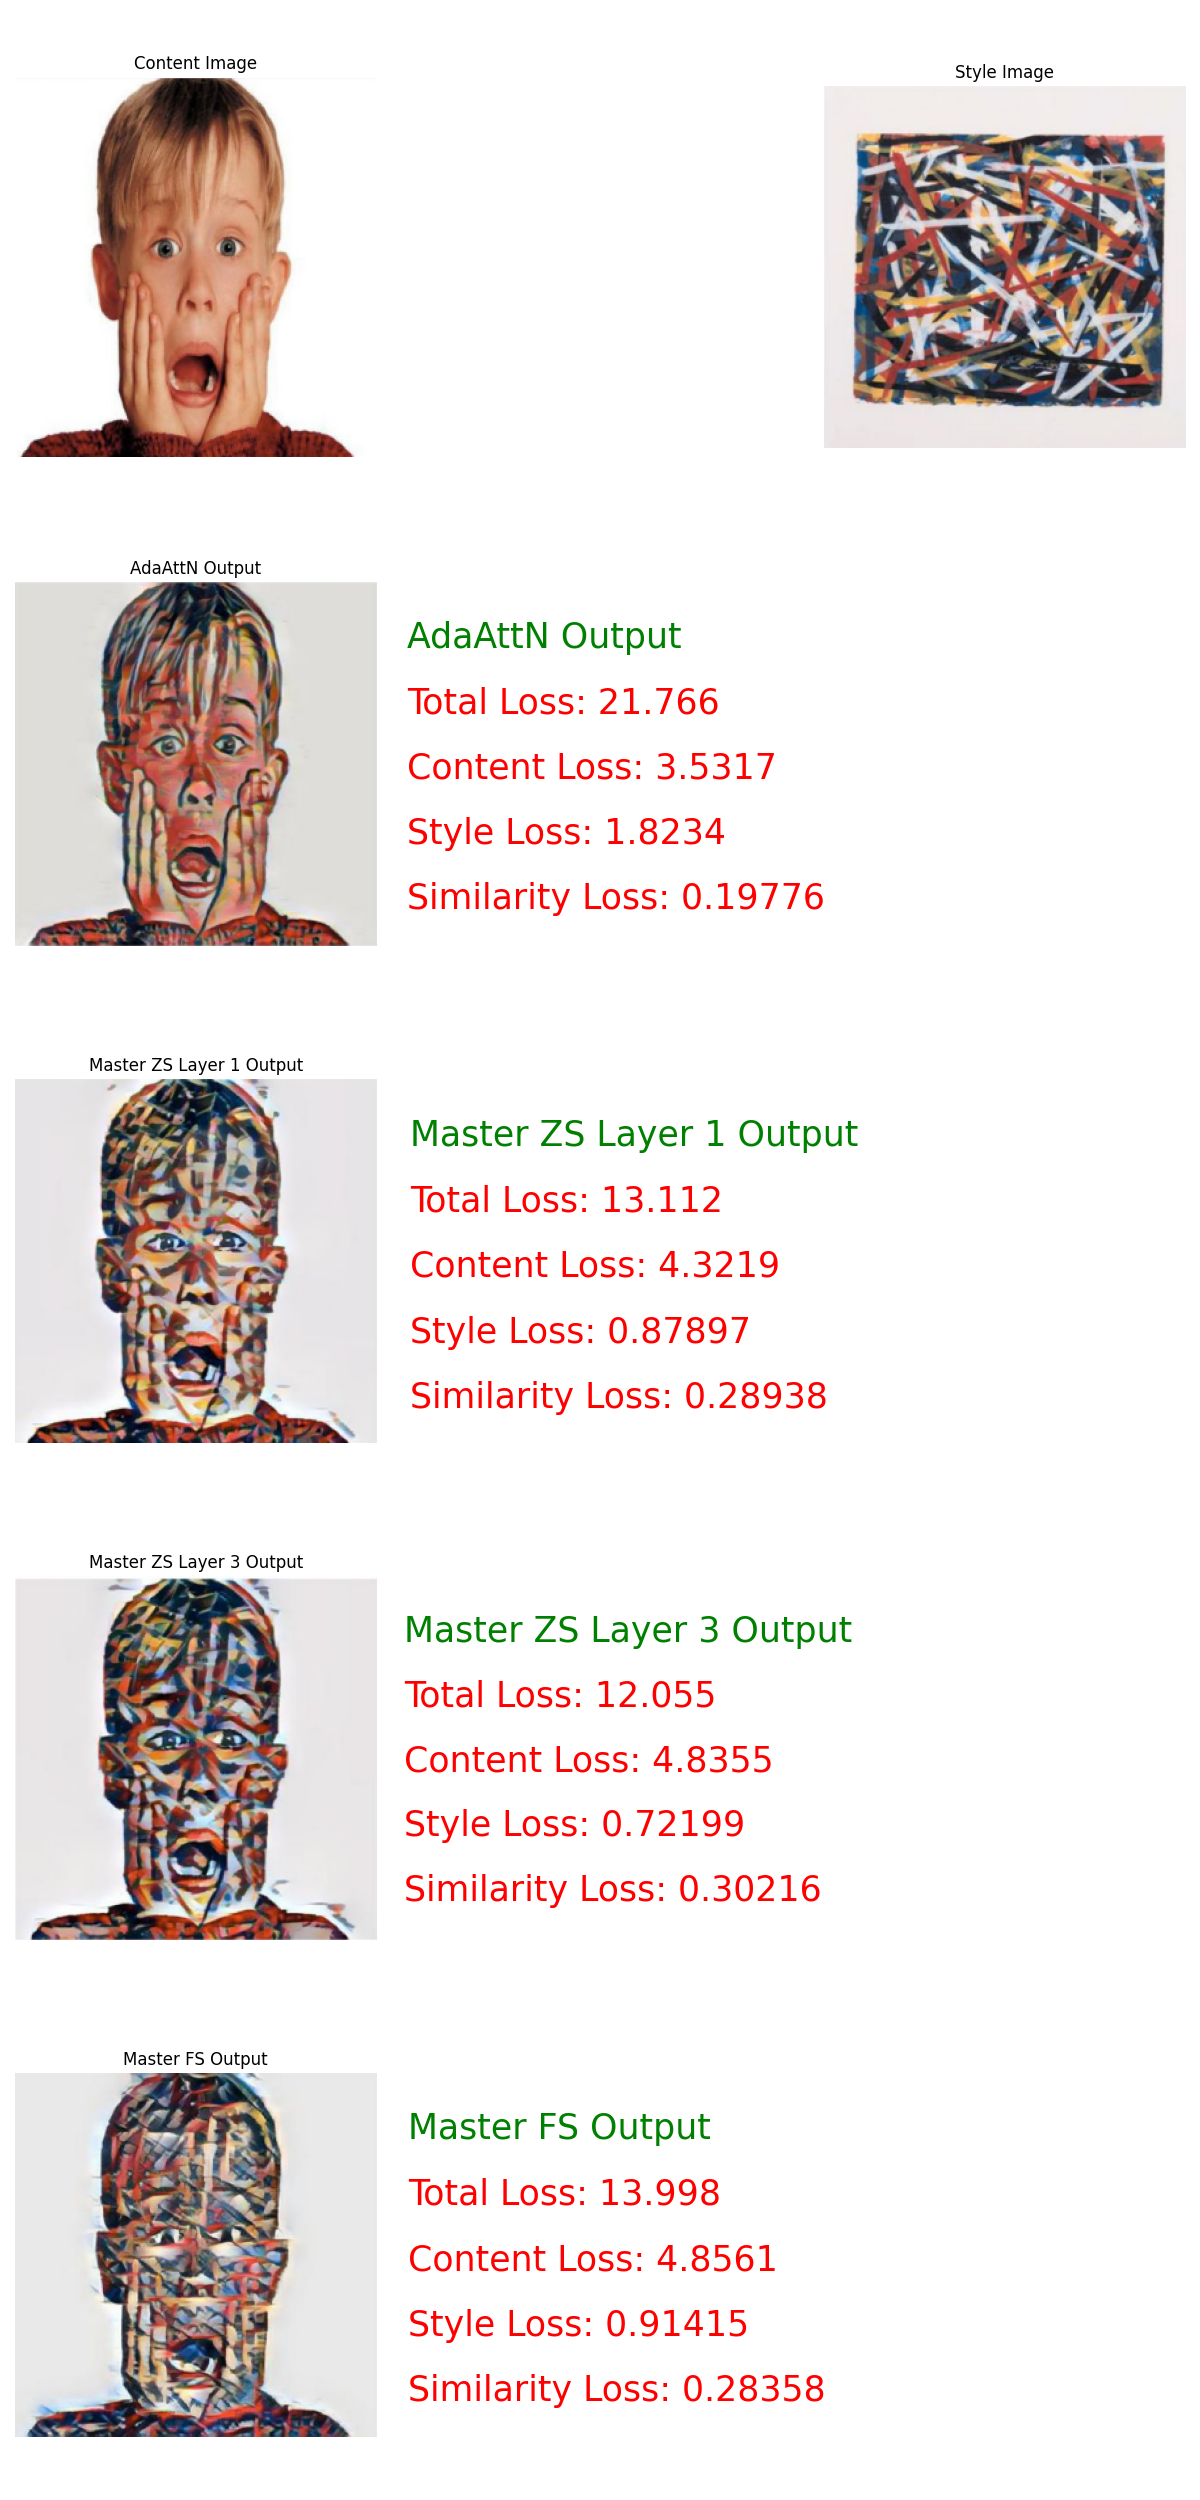 Content Image
Style Image
AdaAttN Output
AdaAttN Output
Total Loss: 21.766
Content Loss: 3.5317
Style Loss: 1.8234
Similarity Loss: 0.19776
Master ZS Layer 1 Output
Master ZS Layer 1 Output
Total Loss: 13.112
Content Loss: 4.3219
Style Loss: 0.87897
Similarity Loss: 0.28938
Master ZS Layer 3 Output
Master ZS Layer 3 Output
Total Loss: 12.055
Content Loss: 4.8355
Style Loss: 0.72199
Similarity Loss: 0.30216
Master FS Output
Master FS Output
Total Loss: 13.998
Content Loss: 4.8561
Style Loss: 0.91415
Similarity Loss: 0.28358